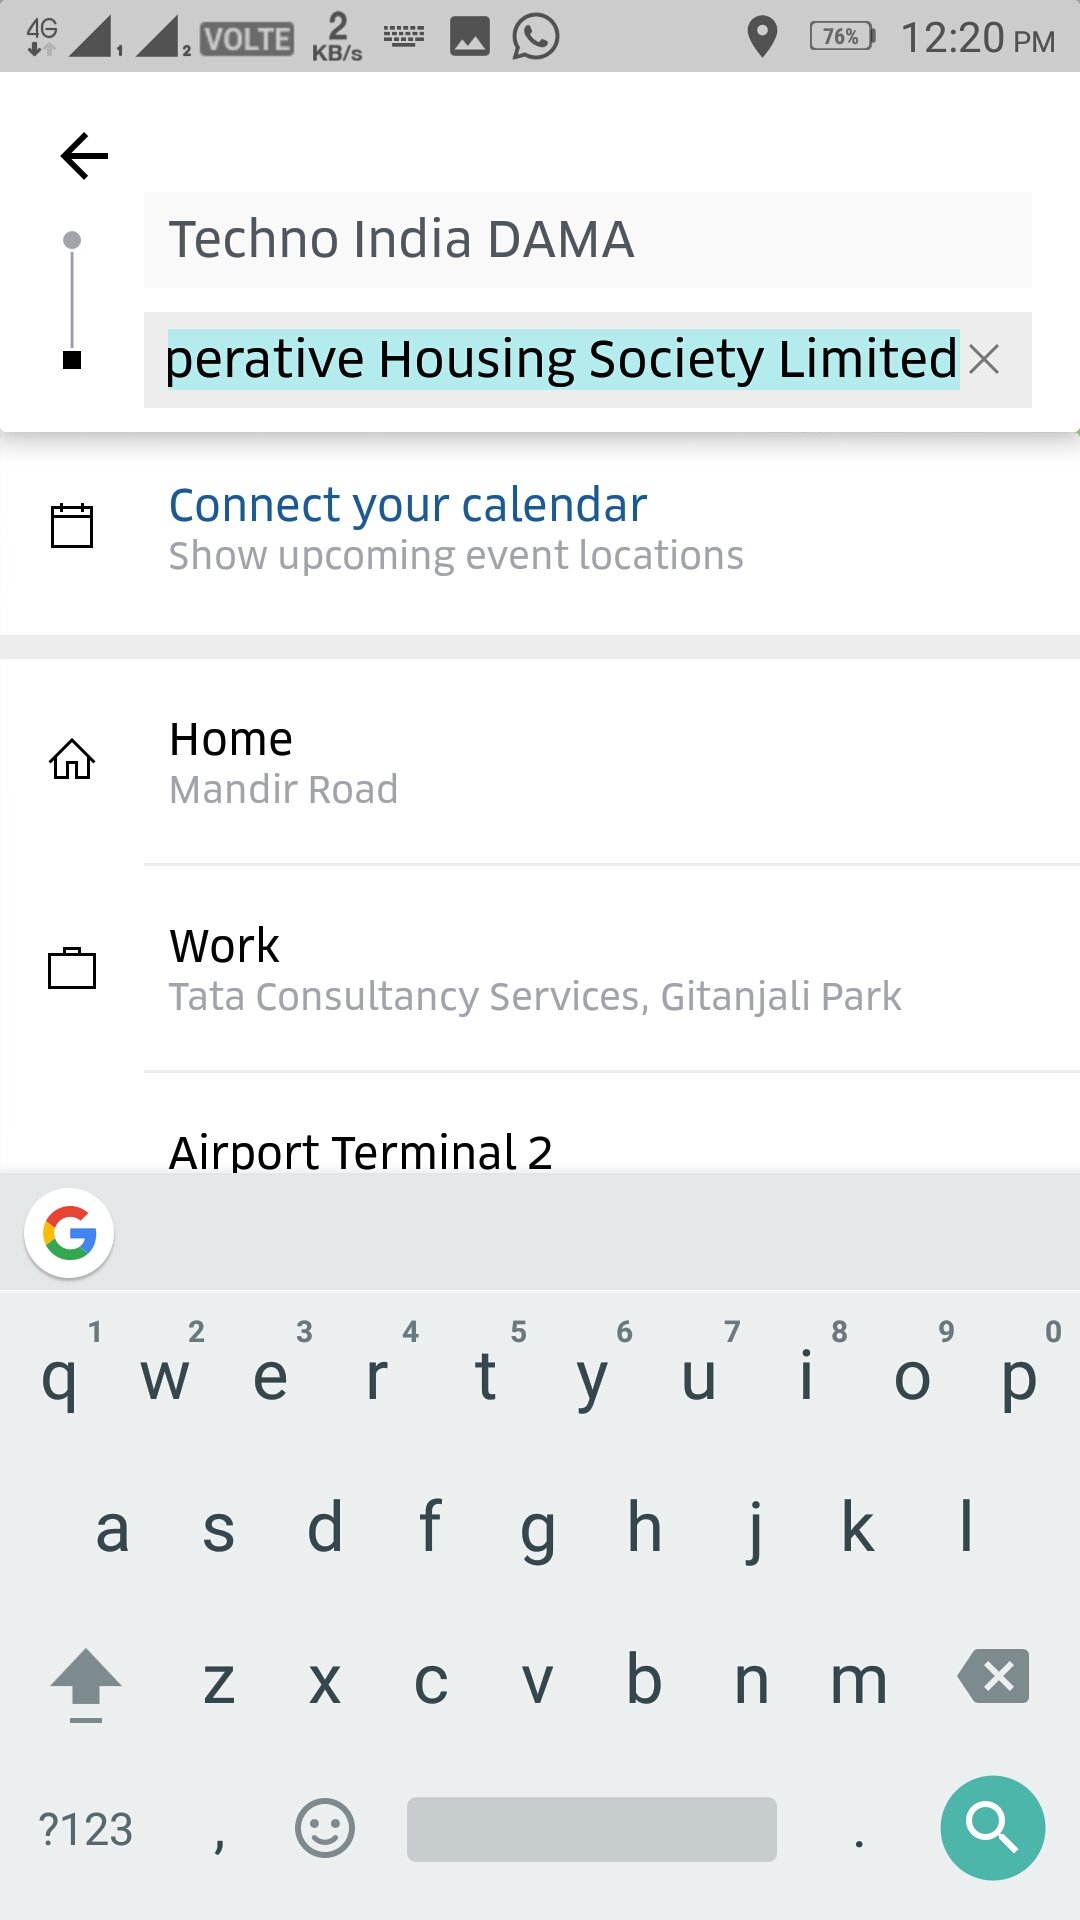 4G 1 2 VOLTE 2 KB/s 76% 12:20 PM
Techno India DAMA
perative Housing Society Limited
Connect your calendar
Show upcoming event locations
Home
Mandir Road
Work
Tata Consultancy Services, Gitanjali Park
Airport Terminal 2
G
1 2 3 4 5 6 7 8 9 0
q w e r t y u i o p
a s d f g h j k l
z x c v b n m
?123 , .